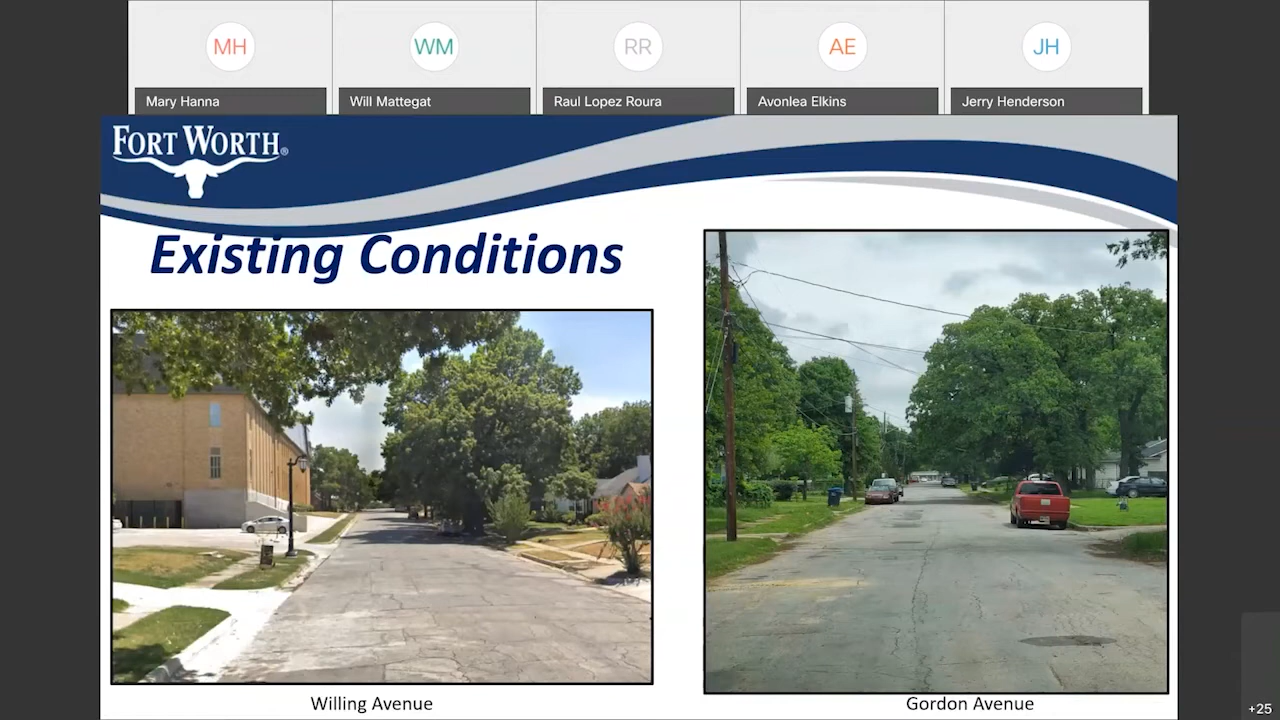 MH
WM
RR
AE
JH
Mary Hanna
Will Mattegat
Raul Lopez Roura
Avonlea Elkins
Jerry Henderson
FORT WORTH®
Existing Conditions
Willing Avenue
Gordon Avenue
+25